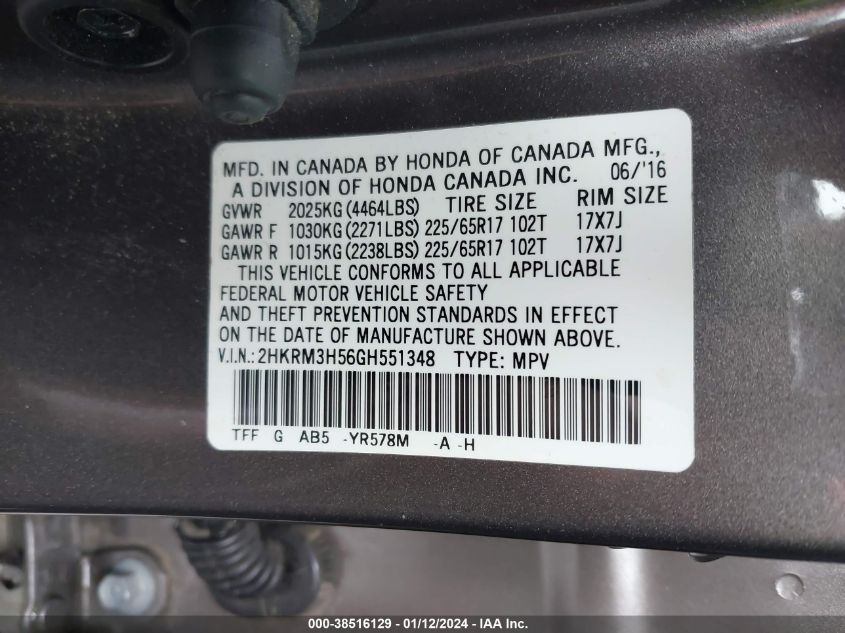 MFD. IN CANADA BY HONDA OF CANADA MFG.,
A DIVISION OF HONDA CANADA INC. 06/'16
GVWR 2025KG(4464LBS) TIRE SIZE RIM SIZE
GAWR F 1030KG(2271LBS) 225/65R17 102T 17X7J
GAWR R 1015KG(2238LBS) 225/65R17 102T 17X7J
THIS VEHICLE CONFORMS TO ALL APPLICABLE
FEDERAL MOTOR VEHICLE SAFETY
AND THEFT PREVENTION STANDARDS IN EFFECT
ON THE DATE OF MANUFACTURE SHOWN ABOVE.
V.I.N.: 2HKRM3H56GH551348 TYPE: MPV
TFF G AB5 -YR578M -A -H
000-38516129 - 01/12/2024 - IAA Inc.